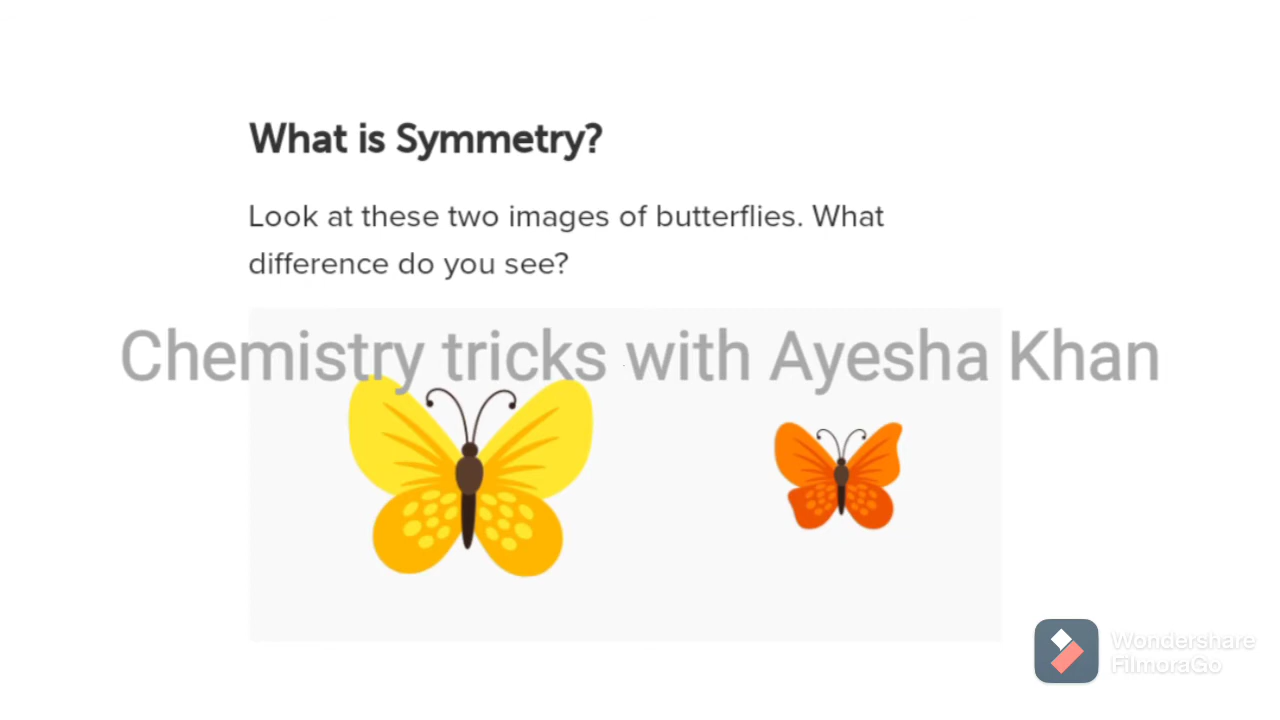 What is Symmetry?
Look at these two images of butterflies. What
difference do you see?
Chemistry tricks with Ayesha Khan
Wondershare
FilmoraGo